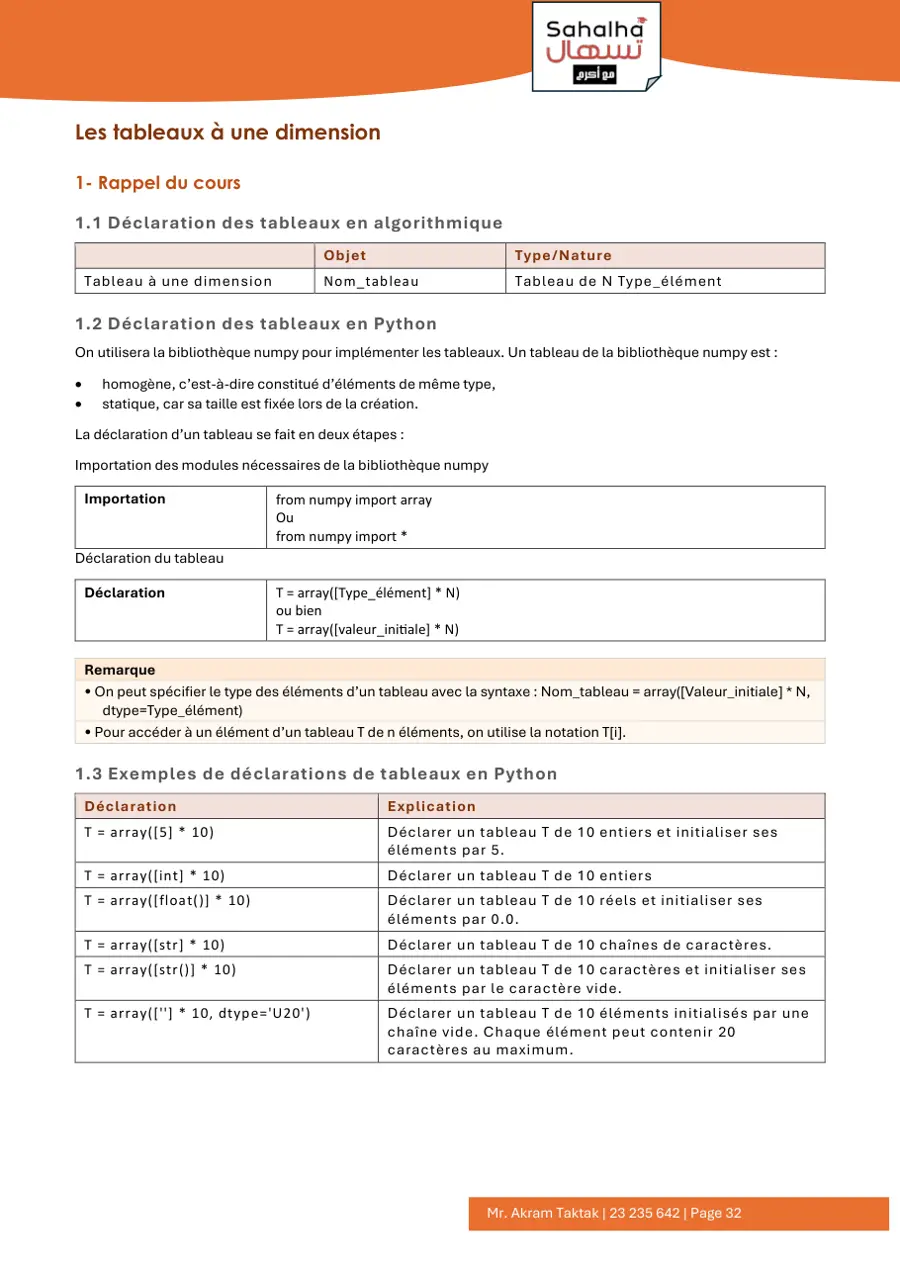 Sahalha
تسهال
مع أكرم
Les tableaux à une dimension
1- Rappel du cours
1.1 Déclaration des tableaux en algorithmique
Objet Type/Nature
Tableau à une dimension Nom_tableau Tableau de N Type_élément
1.2 Déclaration des tableaux en Python
On utilisera la bibliothèque numpy pour implémenter les tableaux. Un tableau de la bibliothèque numpy est :
• homogène, c’est-à-dire constitué d’éléments de même type,
• statique, car sa taille est fixée lors de la création.
La déclaration d’un tableau se fait en deux étapes :
Importation des modules nécessaires de la bibliothèque numpy
Importation from numpy import array
Ou
from numpy import *
Déclaration du tableau
Déclaration T = array([Type_élément] * N)
ou bien
T = array([valeur_initiale] * N)
Remarque
• On peut spécifier le type des éléments d’un tableau avec la syntaxe : Nom_tableau = array([Valeur_initiale] * N,
dtype=Type_élément)
• Pour accéder à un élément d’un tableau T de n éléments, on utilise la notation T[i].
1.3 Exemples de déclarations de tableaux en Python
Déclaration Explication
T = array([5] * 10) Déclarer un tableau T de 10 entiers et initialiser ses
éléments par 5.
T = array([int] * 10) Déclarer un tableau T de 10 entiers
T = array([float()] * 10) Déclarer un tableau T de 10 réels et initialiser ses
éléments par 0.0.
T = array([str] * 10) Déclarer un tableau T de 10 chaînes de caractères.
T = array([str()] * 10) Déclarer un tableau T de 10 caractères et initialiser ses
éléments par le caractère vide.
T = array([''] * 10, dtype='U20') Déclarer un tableau T de 10 éléments initialisés par une
chaîne vide. Chaque élément peut contenir 20
caractères au maximum.
Mr. Akram Taktak | 23 235 642 | Page 32